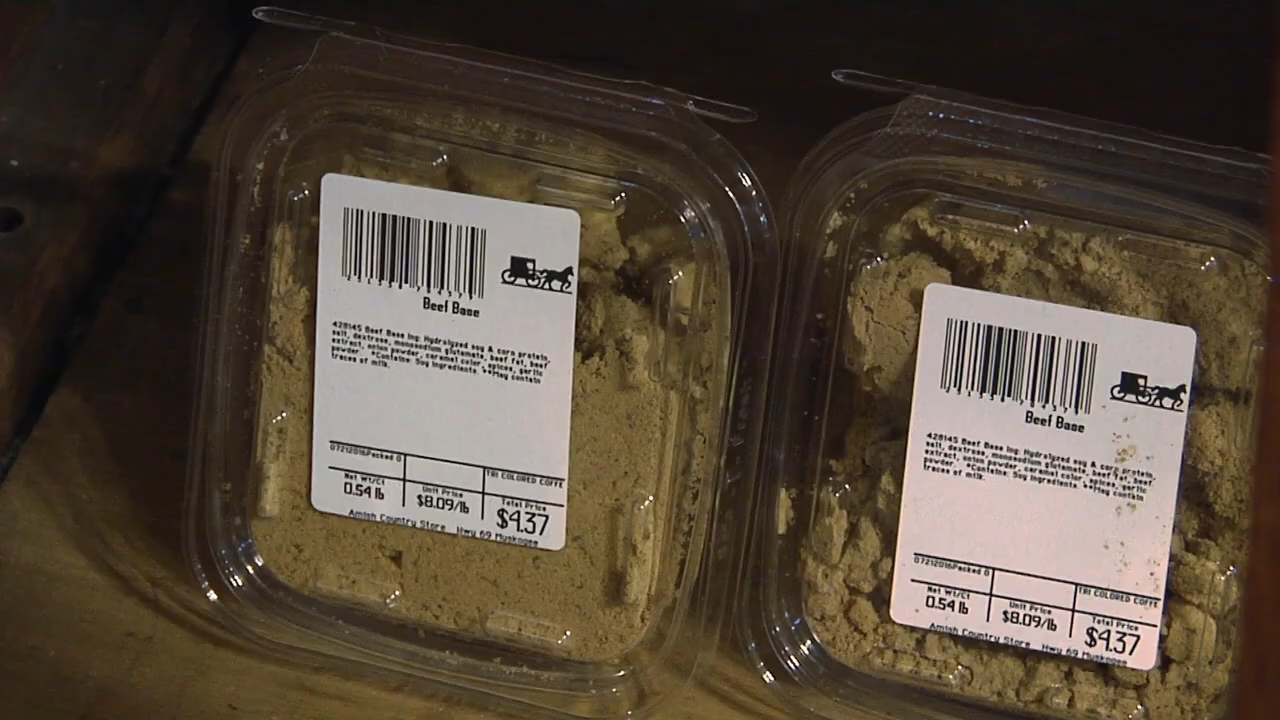 Beef Base
428145 Beef Base Ing: Hydrolyzed soy & corn protein,
salt, dextrose, monosodium glutamate, beef fat, beef
extract, onion powder, caramel color, spices, garlic
powder. *Contains: Soy Ingredients. **May contain
traces of milk.
07212016Packed O
TRI COLORED COFFE
Net Wt/Ct
Unit Price
Total Price
0.54 lb
$8.09/lb
$4.37
Amish Country Store Hwy 69 Muskogee
Beef Base
428145 Beef Base Ing: Hydrolyzed soy & corn protein,
salt, dextrose, monosodium glutamate, beef fat, beef
extract, onion powder, caramel color, spices, garlic
powder. *Contains: Soy Ingredients. **May contain
traces of milk.
07212016Packed O
TRI COLORED COFFE
Net Wt/Ct
Unit Price
Total Price
0.54 lb
$8.09/lb
$4.37
Amish Country Store Hwy 69 Muskogee